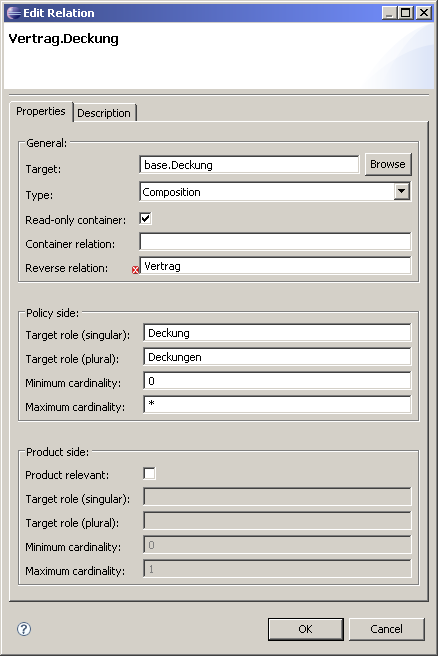 Edit Relation
Vertrag.Deckung
Properties Description
General:
Target: base.Deckung Browse
Type: Composition
Read-only container:
Container relation:
Reverse relation: Vertrag
Policy side:
Target role (singular): Deckung
Target role (plural): Deckungen
Minimum cardinality: 0
Maximum cardinality: *
Product side:
Product relevant:
Target role (singular):
Target role (plural):
Minimum cardinality: 0
Maximum cardinality: 1
? OK Cancel